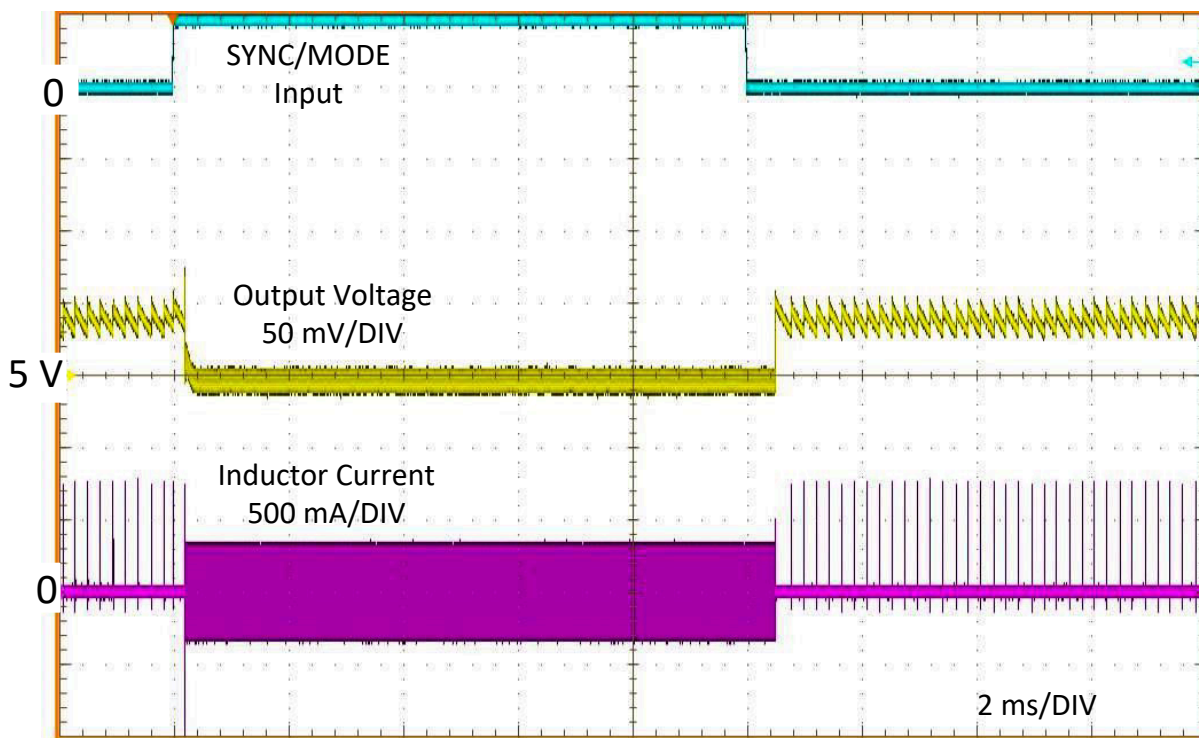 SYNC/MODE
Input
0
Output Voltage
50 mV/DIV
5 V
Inductor Current
500 mA/DIV
0
2 ms/DIV